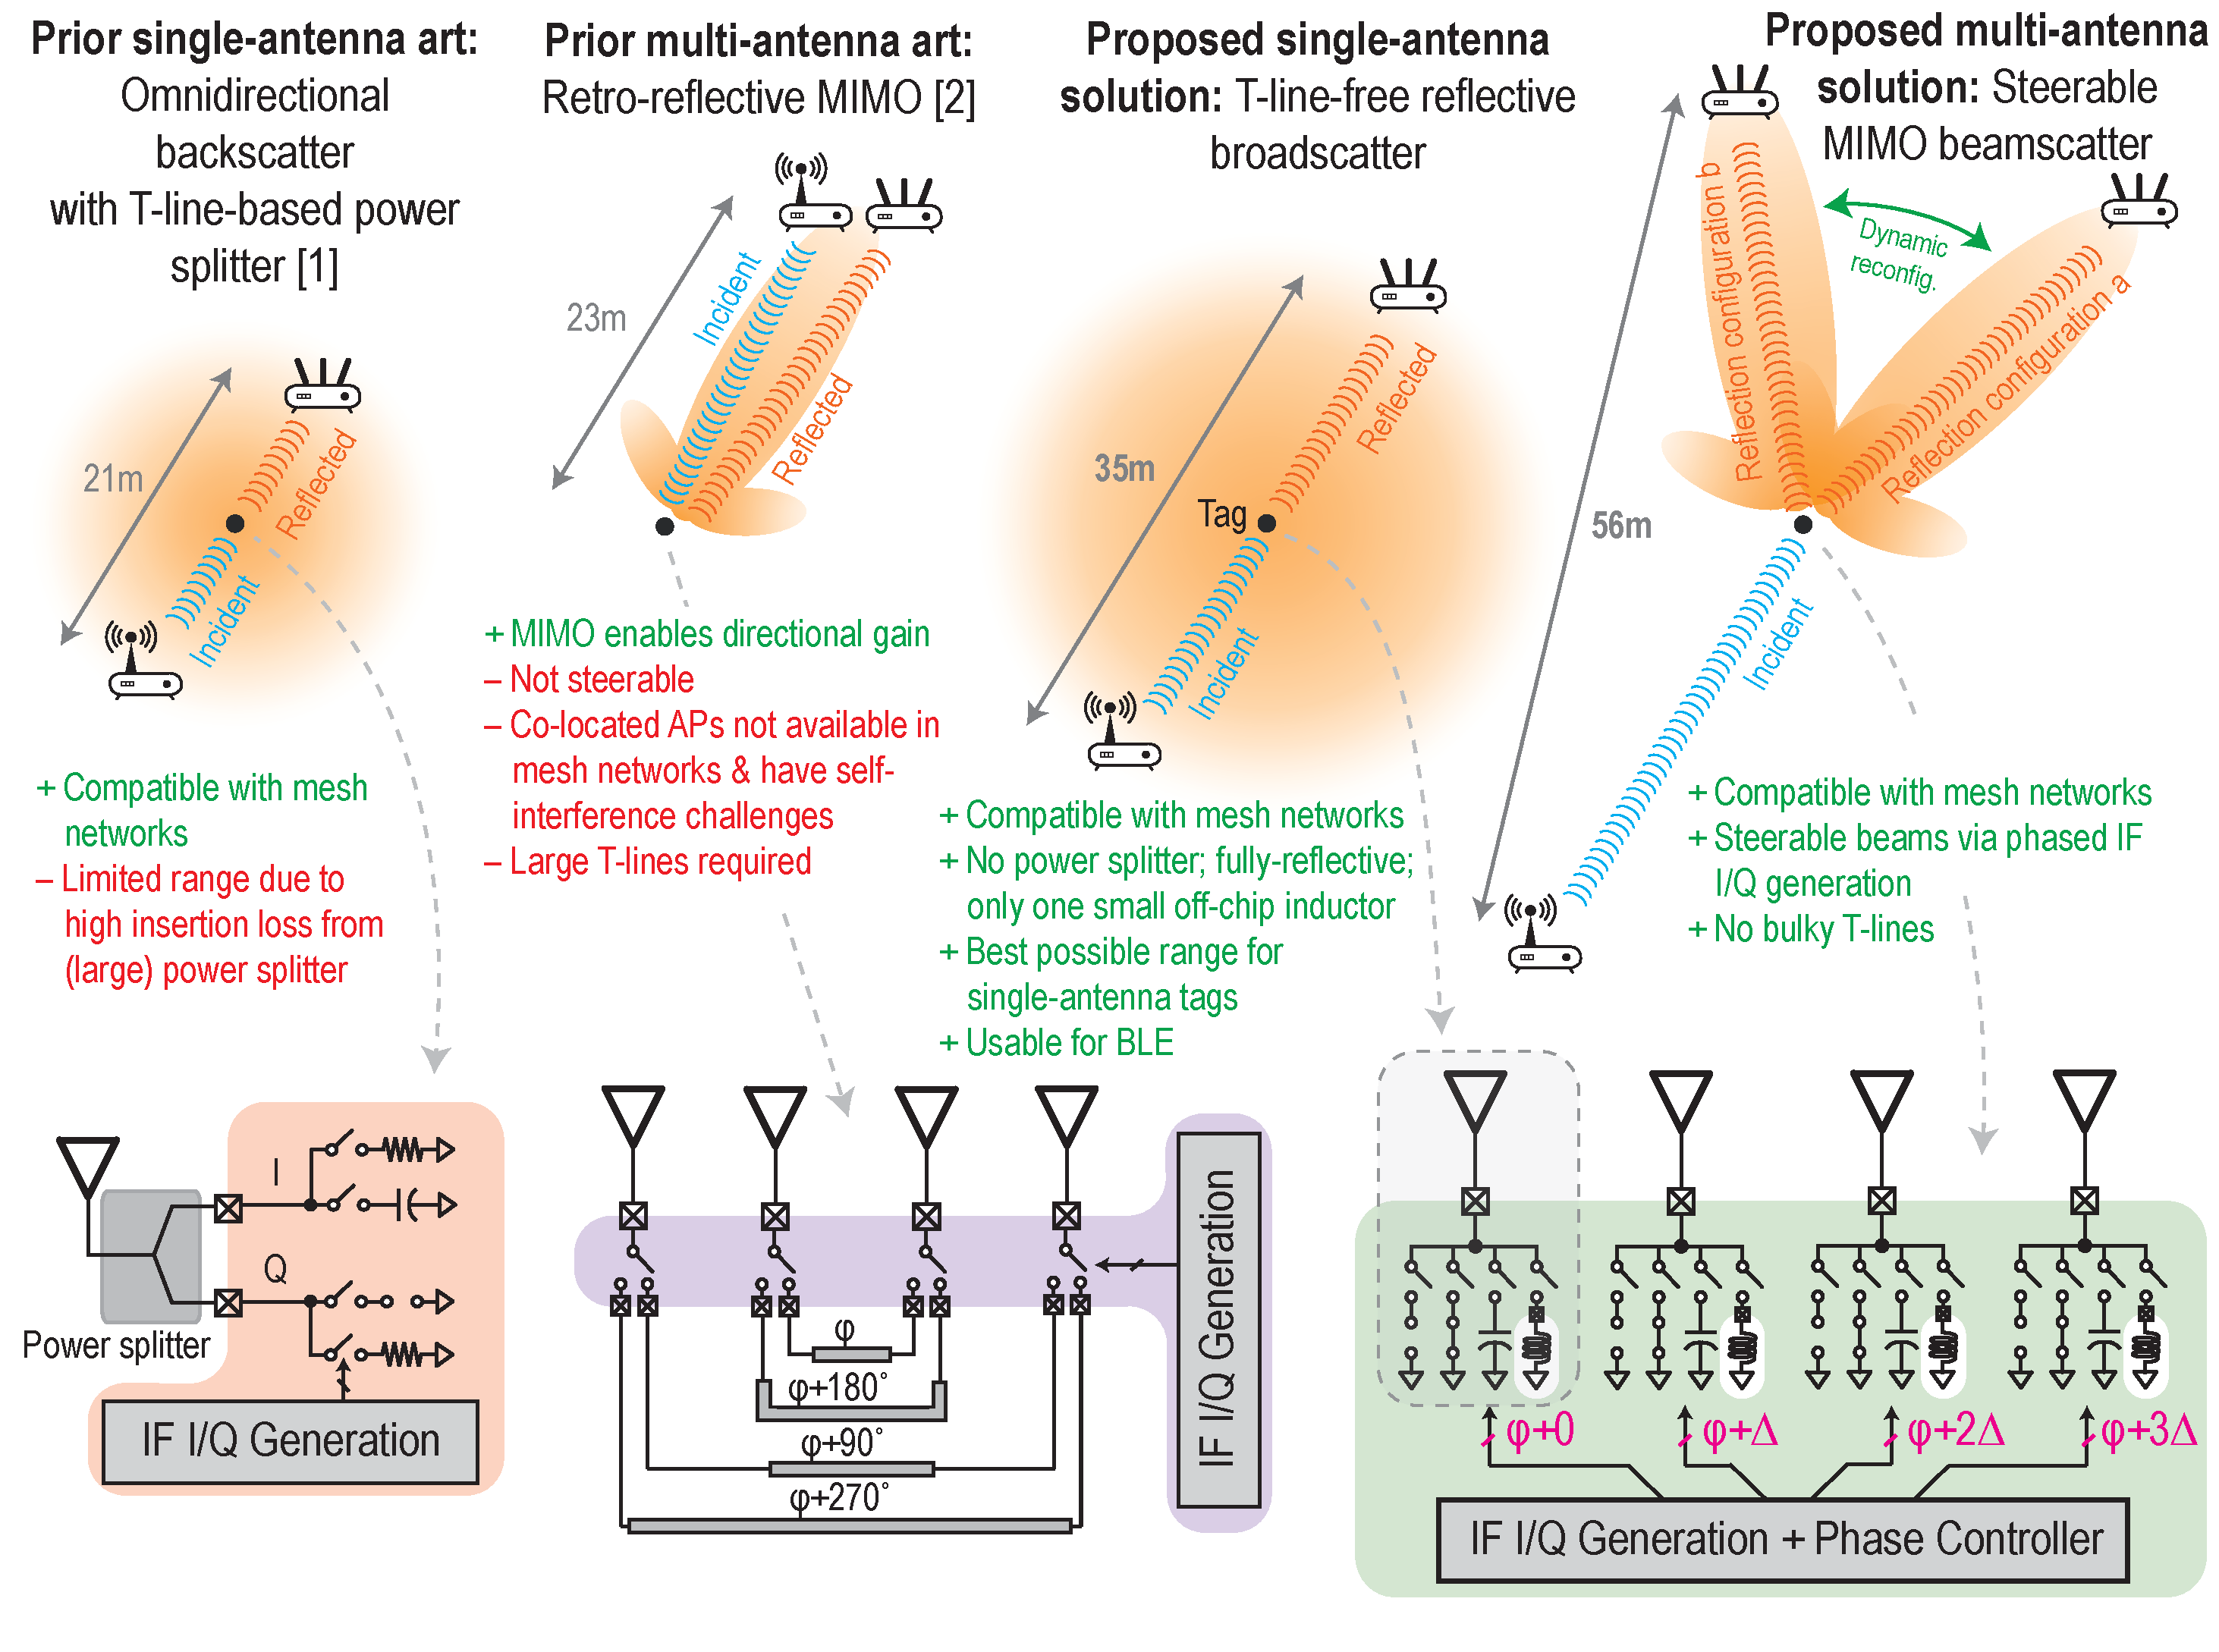 Prior single-antenna art:
Omnidirectional
backscatter
with T-line-based power
splitter [1]
21m
Reflected
Incident
+ Compatible with mesh
networks
– Limited range due to
high insertion loss from
(large) power splitter
I
Q
Power splitter
IF I/Q Generation
Prior multi-antenna art:
Retro-reflective MIMO [2]
23m
Incident
Reflected
+ MIMO enables directional gain
– Not steerable
– Co-located APs not available in
mesh networks & have self-
interference challenges
– Large T-lines required
φ
φ+180°
φ+90°
φ+270°
IF I/Q Generation
Proposed single-antenna
solution: T-line-free reflective
broadscatter
35m
Reflected
Tag
Incident
+ Compatible with mesh networks
+ No power splitter; fully-reflective;
only one small off-chip inductor
+ Best possible range for
single-antenna tags
+ Usable for BLE
Proposed multi-antenna
solution: Steerable
MIMO beamscatter
Reflection configuration b
Dynamic
reconfig.
Reflection configuration a
56m
Incident
+ Compatible with mesh networks
+ Steerable beams via phased IF
I/Q generation
+ No bulky T-lines
φ+0
φ+Δ
φ+2Δ
φ+3Δ
IF I/Q Generation + Phase Controller